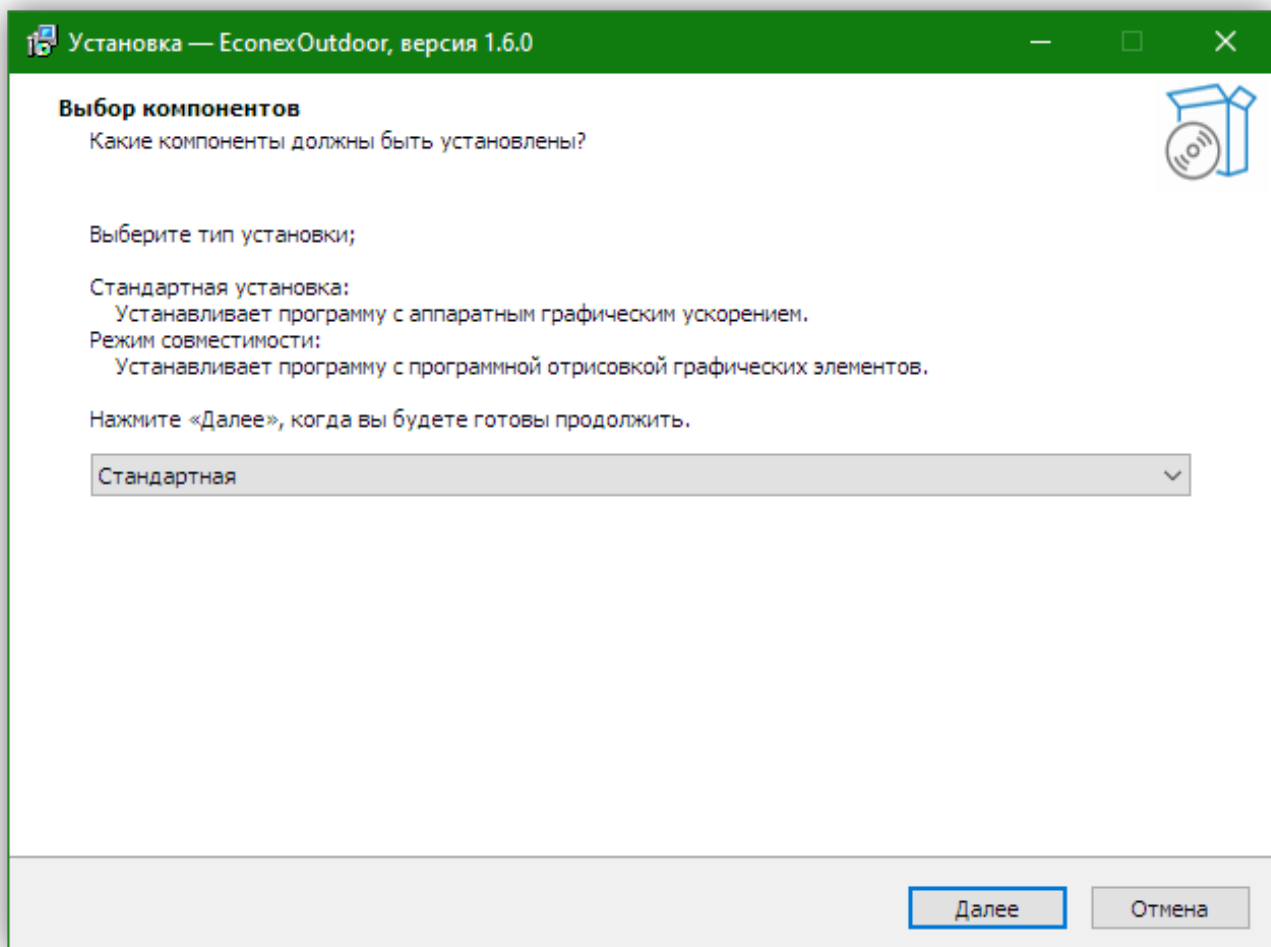 Установка — EconexOutdoor, версия 1.6.0
Выбор компонентов
Какие компоненты должны быть установлены?
Выберите тип установки;
Стандартная установка:
Устанавливает программу с аппаратным графическим ускорением.
Режим совместимости:
Устанавливает программу с программной отрисовкой графических элементов.
Нажмите «Далее», когда вы будете готовы продолжить.
Стандартная
Далее
Отмена